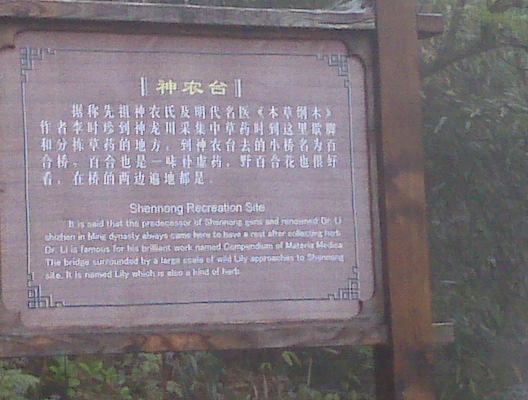 神农台
据称先祖神农氏及明代名医《本草纲木》
作者李时珍到神龙川采集中草药时到这里歇脚
和分拣草药的地方，到神农台去的小桥名为百
合桥。百合也是一味补虚药，野百合花也很好
看，在桥的两边遍地都是
Shennong Recreation Site
It is said that the predecessor of Shennong gens and renowned Dr. Li
shizhen in Ming dynasty always came here to have a rest after collecting herb
Dr. Li is famous for his brilliant work named Compendium of Materia Medica
The bridge surrounded by a large scale of wild Lily approaches to Shennong
site. It is named Lily which is also a kind of herb